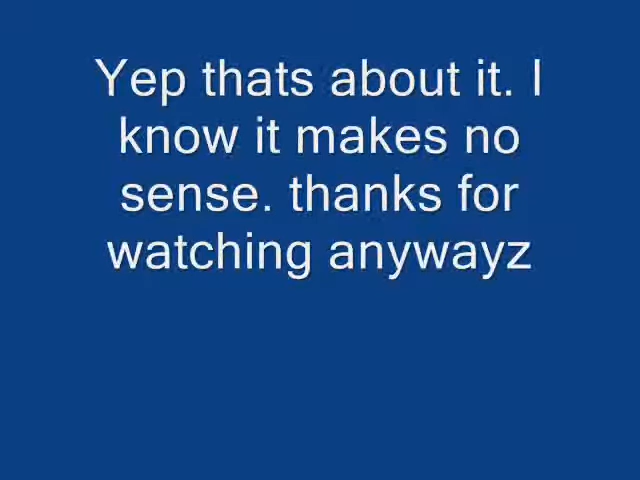 Yep thats about it. I
know it makes no
sense. thanks for
watching anywayz